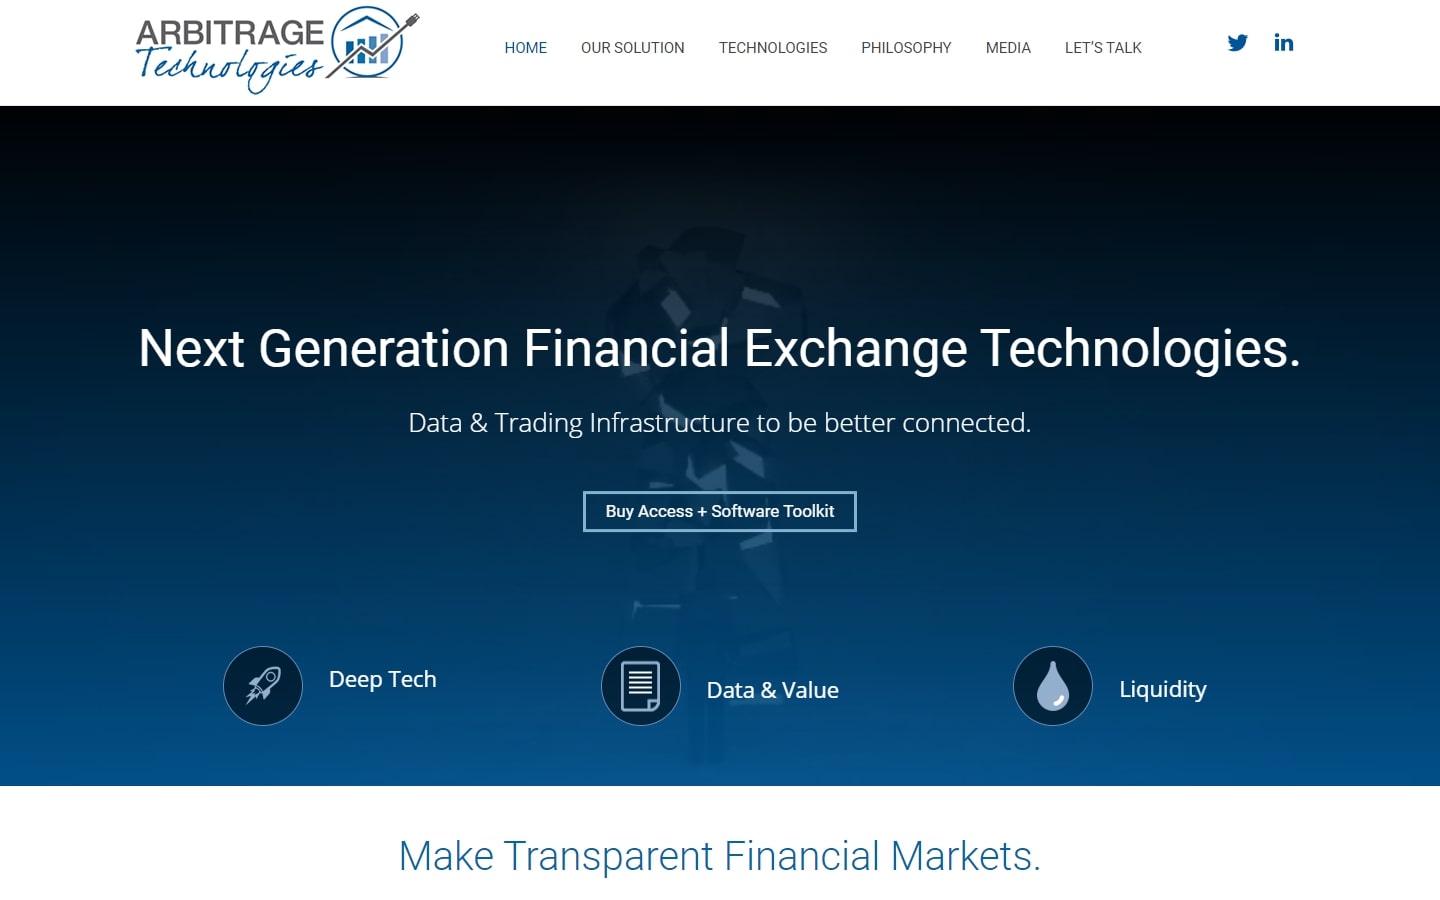 ARBITRAGE
Technologies
HOME
OUR SOLUTION
TECHNOLOGIES
PHILOSOPHY
MEDIA
LET'S TALK
Next Generation Financial Exchange Technologies.
Data & Trading Infrastructure to be better connected.
Buy Access + Software Toolkit
Deep Tech
Data & Value
Liquidity
Make Transparent Financial Markets.